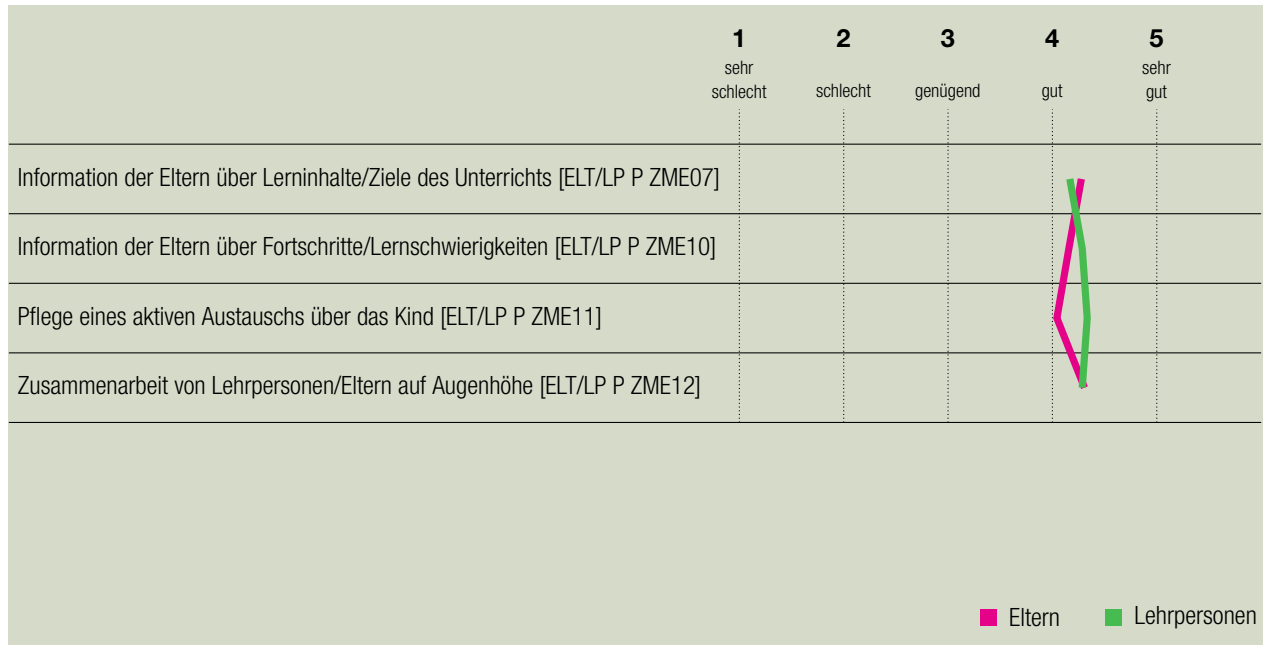 1 2 3 4 5
sehr schlecht schlecht genügend gut sehr gut
Information der Eltern über Lerninhalte/Ziele des Unterrichts [ELT/LP P ZME07]
Information der Eltern über Fortschritte/Lernschwierigkeiten [ELT/LP P ZME10]
Pflege eines aktiven Austauschs über das Kind [ELT/LP P ZME11]
Zusammenarbeit von Lehrpersonen/Eltern auf Augenhöhe [ELT/LP P ZME12]
Eltern Lehrpersonen